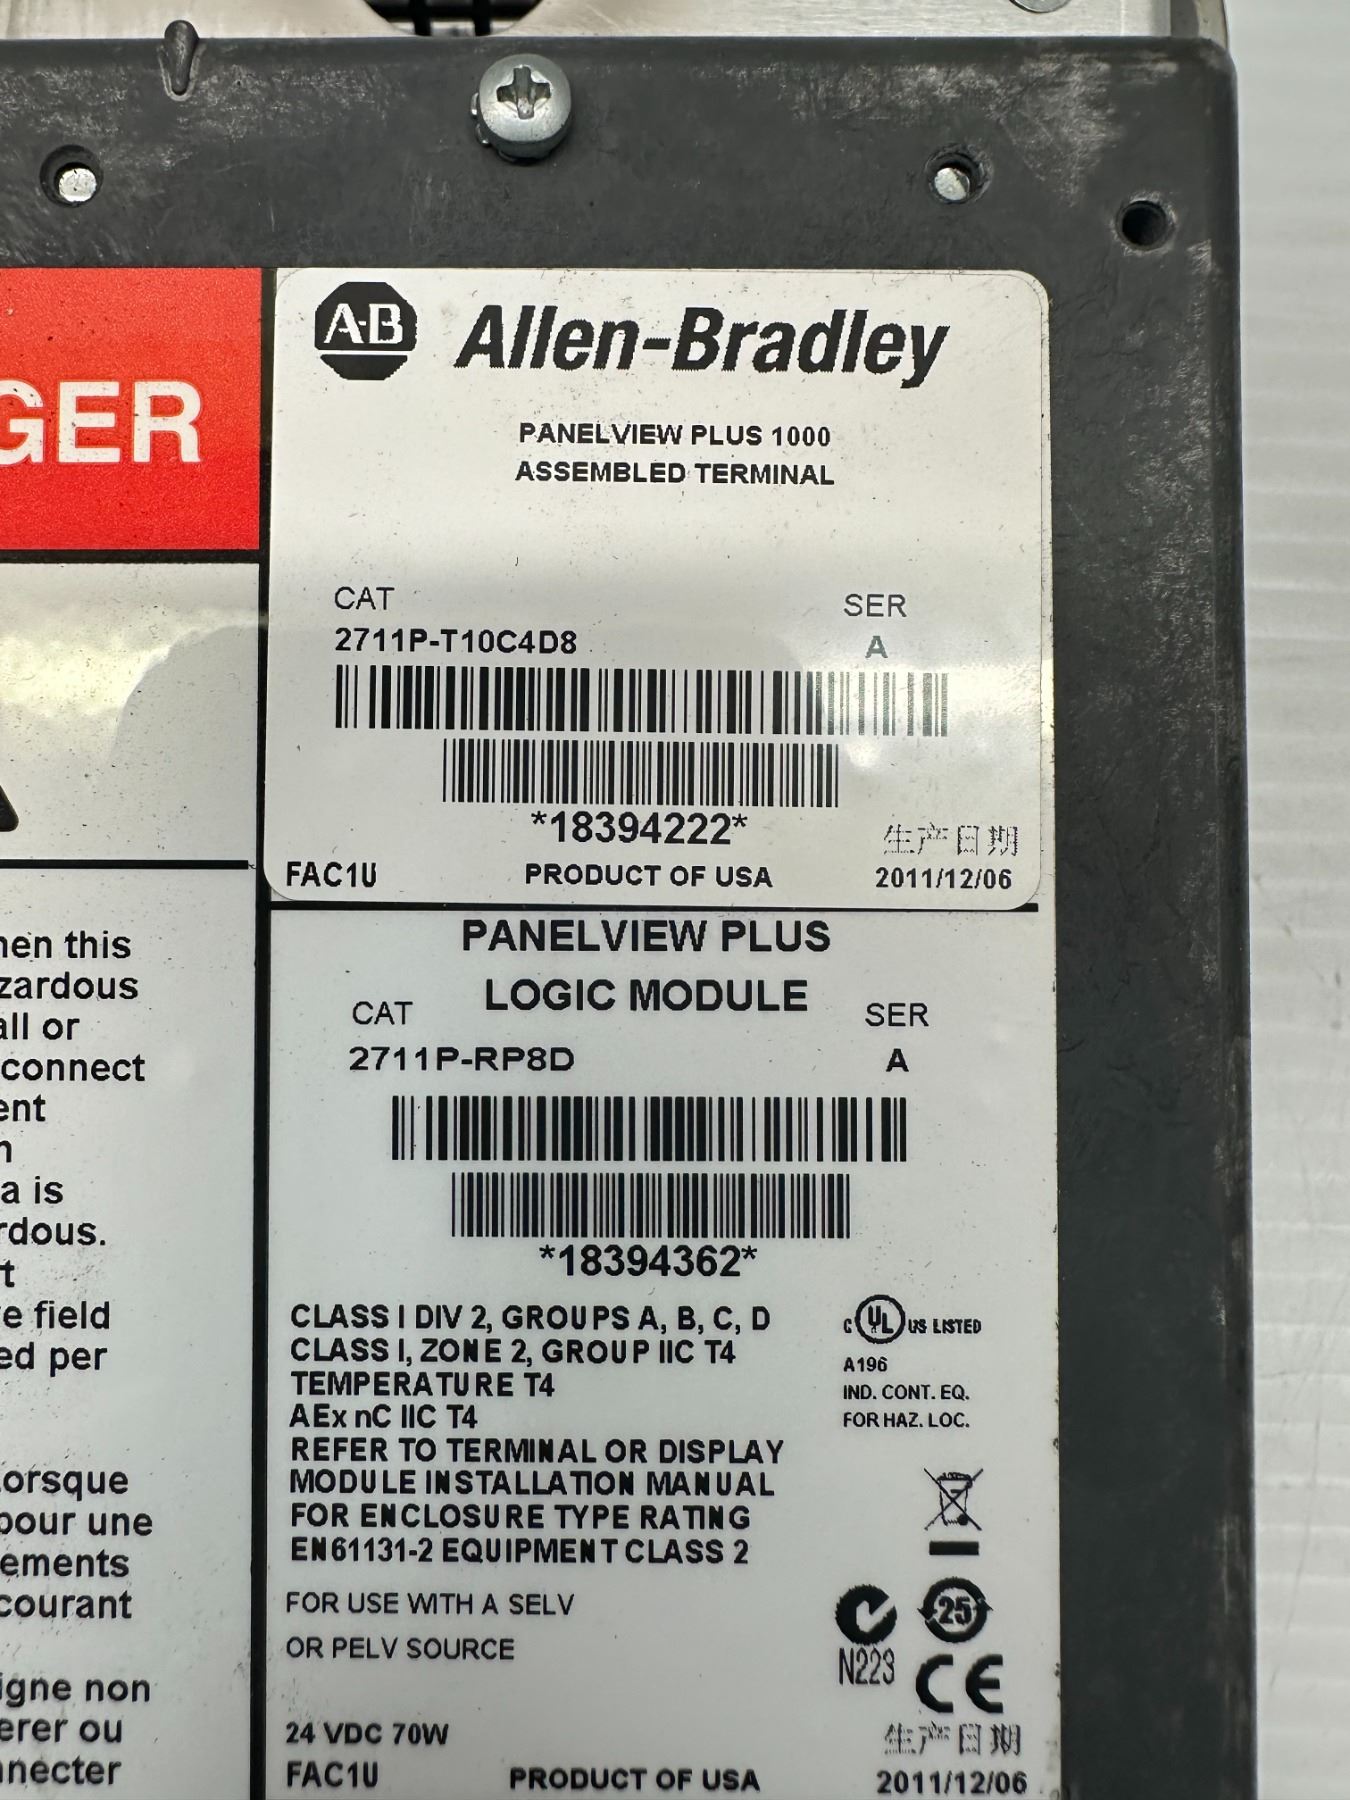 GER
A-B Allen-Bradley
PANELVIEW PLUS 1000
ASSEMBLED TERMINAL
CAT SER
2711P-T10C4D8 A
*18394222*
生产日期
FAC1U PRODUCT OF USA 2011/12/06
PANELVIEW PLUS
LOGIC MODULE
CAT SER
2711P-RP8D A
*18394362*
CLASS I DIV 2, GROUPS A, B, C, D
CLASS I, ZONE 2, GROUP IIC T4
TEMPERATURE T4
AEx nC IIC T4
REFER TO TERMINAL OR DISPLAY
MODULE INSTALLATION MANUAL
FOR ENCLOSURE TYPE RATING
EN61131-2 EQUIPMENT CLASS 2
C UL US LISTED
A196
IND. CONT. EQ.
FOR HAZ. LOC.
FOR USE WITH A SELV
OR PELV SOURCE
25
N223
CE
24 VDC 70W
生产日期
FAC1U PRODUCT OF USA 2011/12/06
hen this
zardous
all or
connect
ent
n
a is
rdous.
t
e field
ed per
orsque
pour une
ements
courant
igne non
erer ou
nnecter